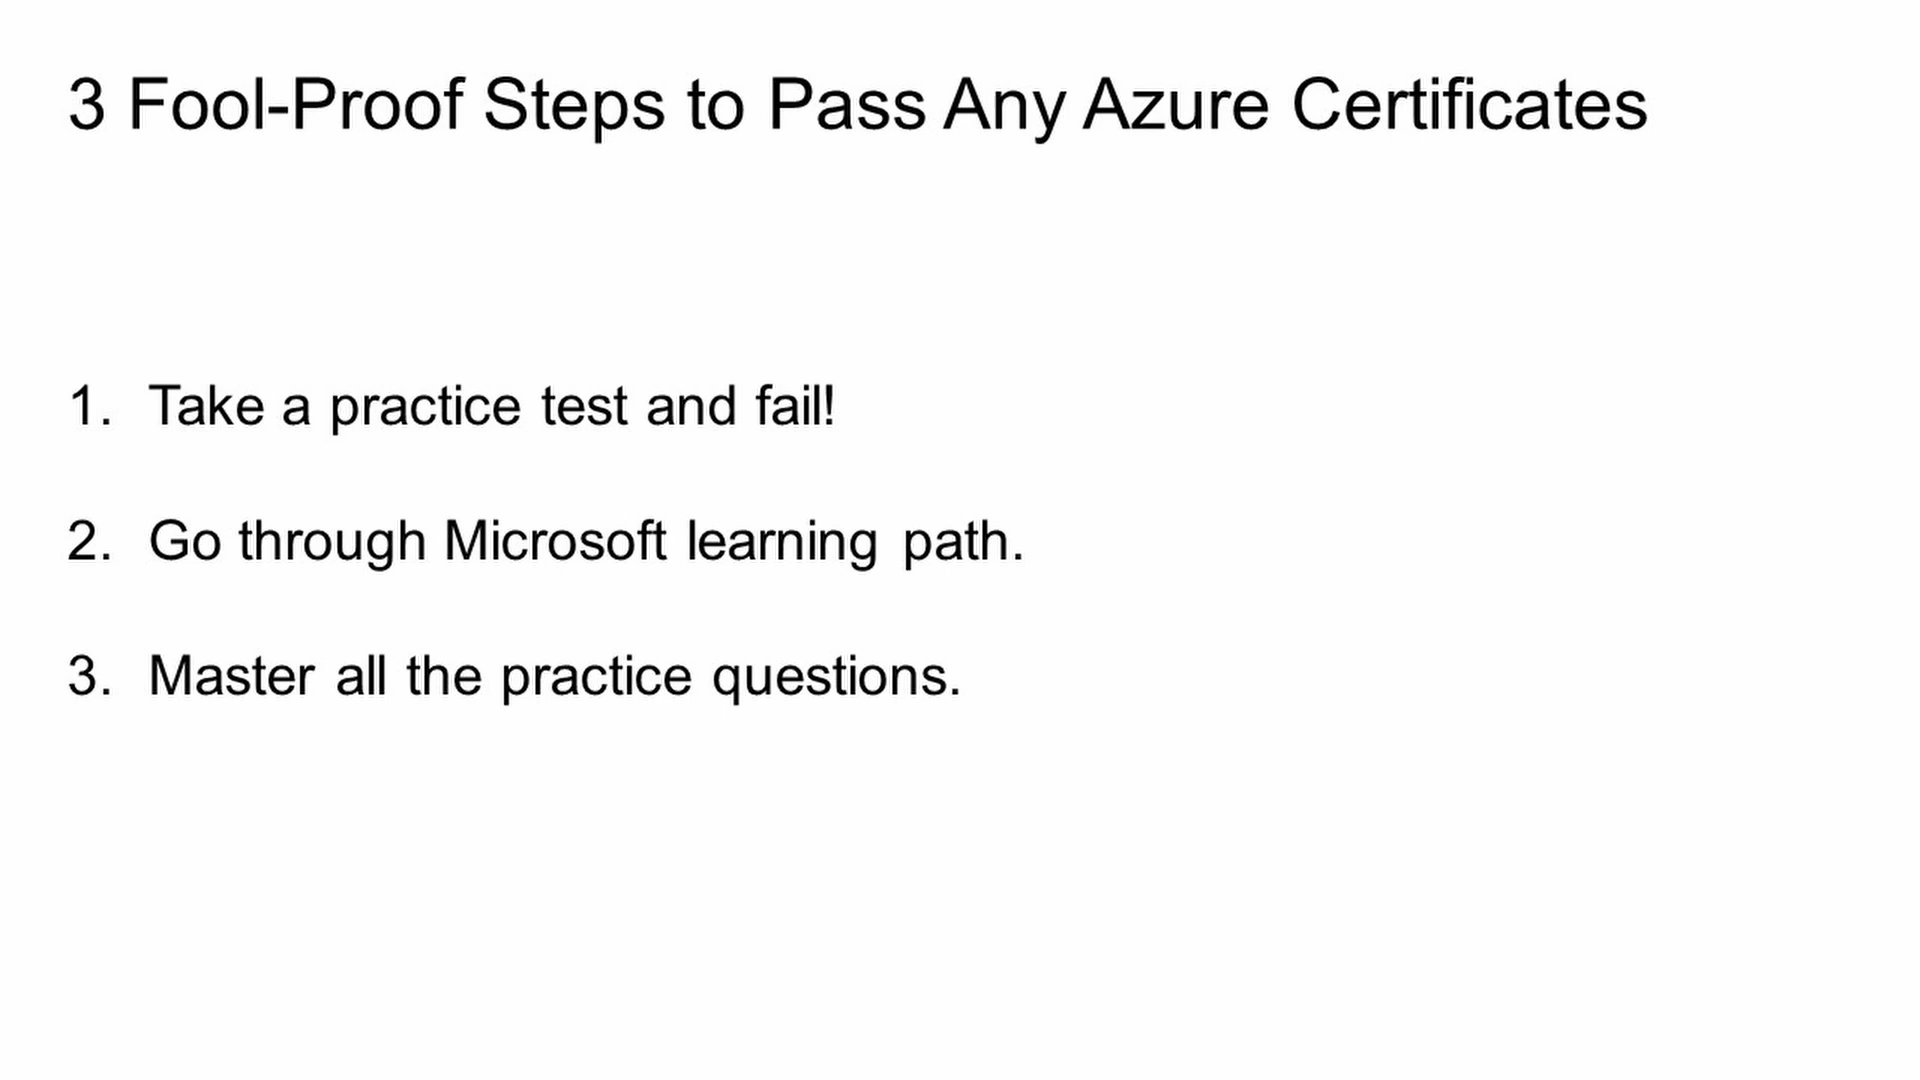 3 Fool-Proof Steps to Pass Any Azure Certificates
1. Take a practice test and fail!
2. Go through Microsoft learning path.
3. Master all the practice questions.